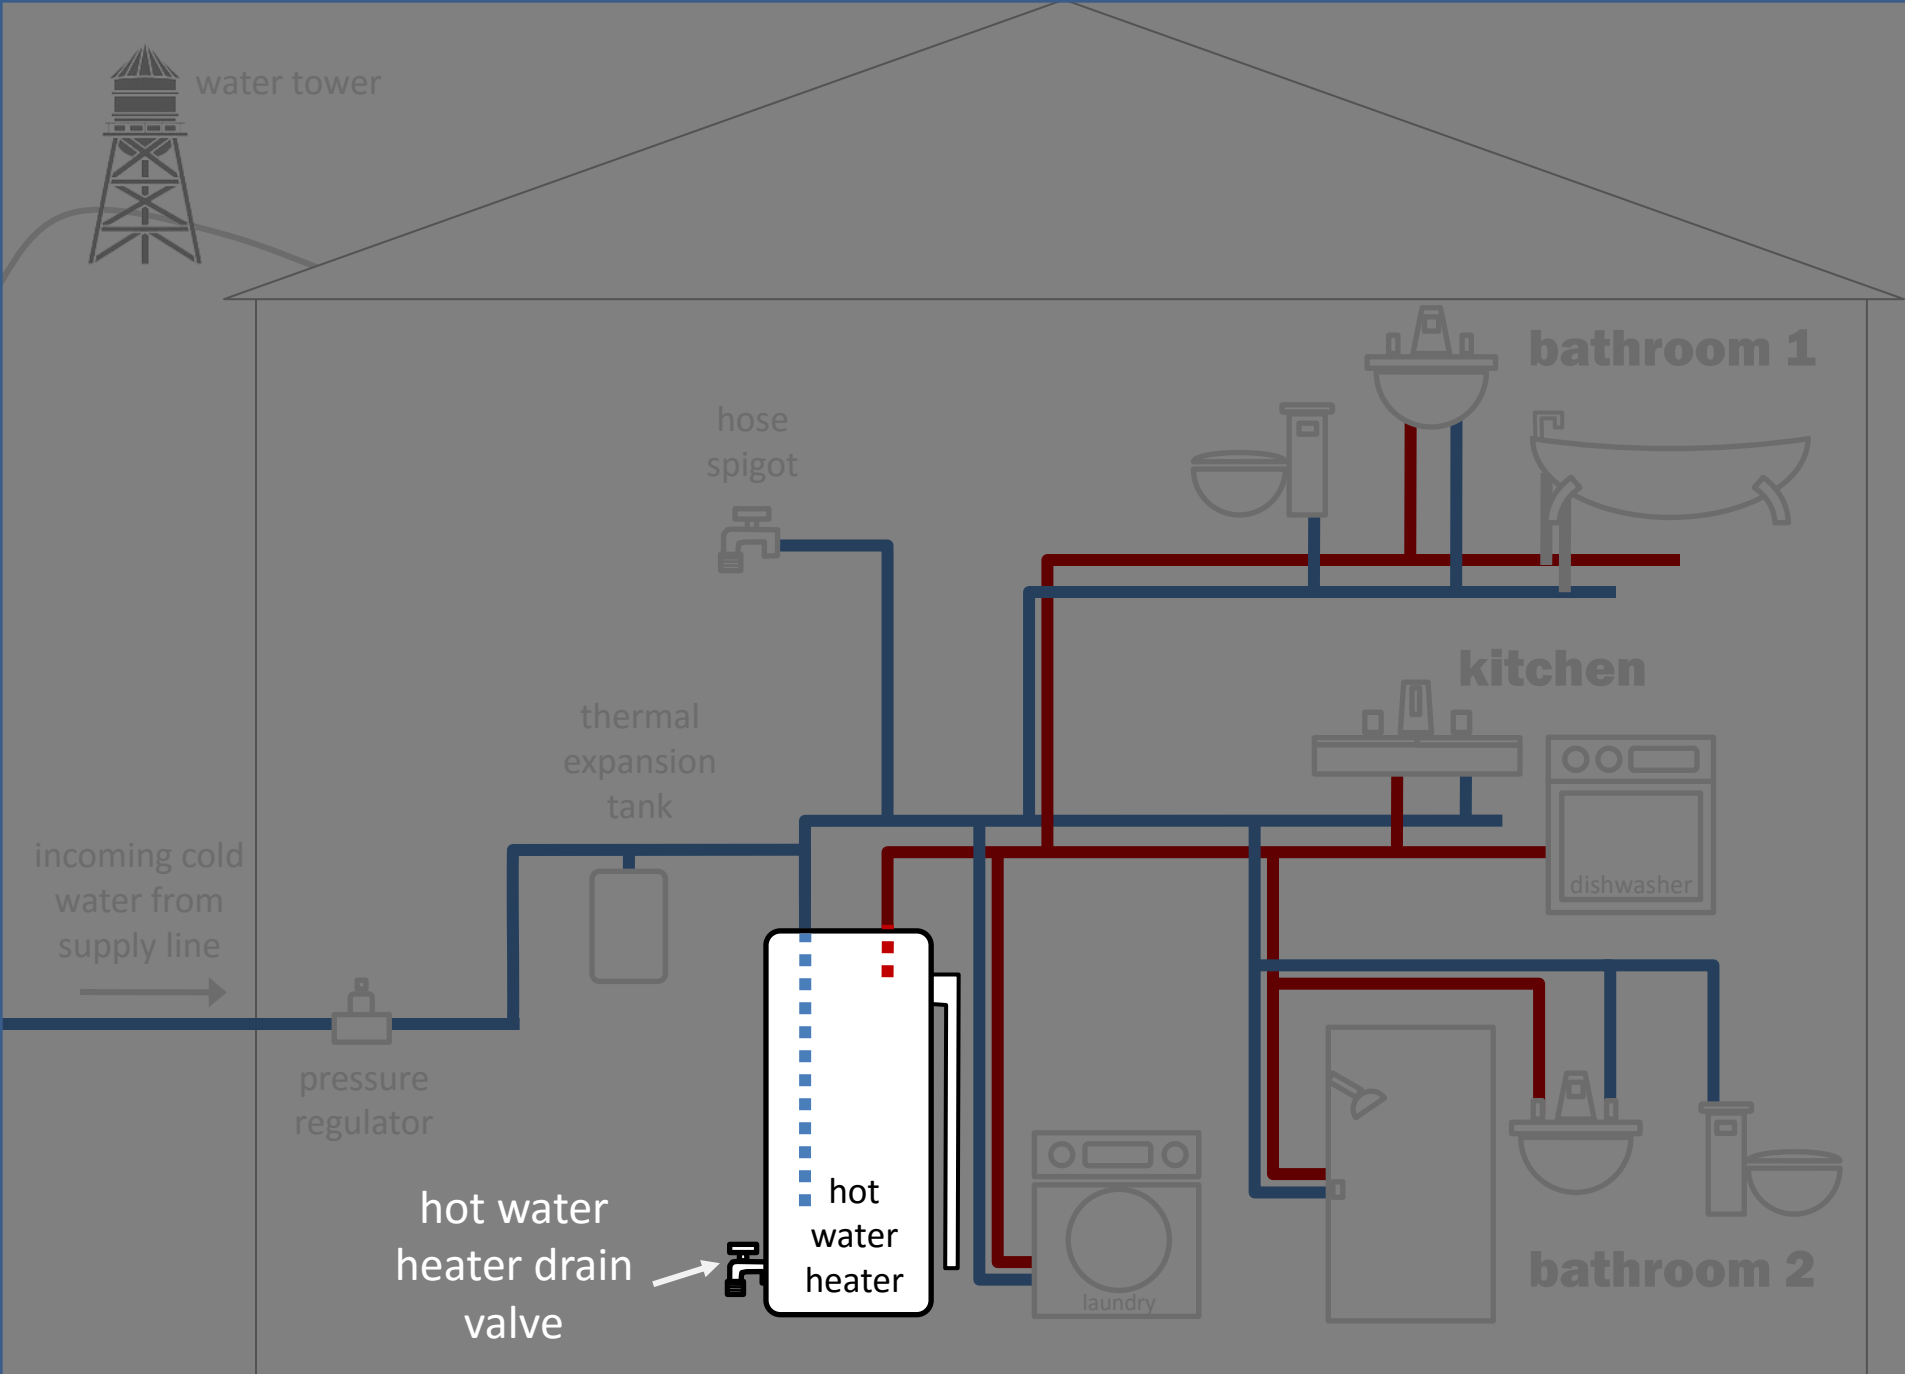 water tower
bathroom 1
hose
spigot
kitchen
thermal
expansion
tank
incoming cold
water from
supply line
dishwasher
pressure
regulator
hot water
heater drain
valve
hot
water
heater
laundry
bathroom 2